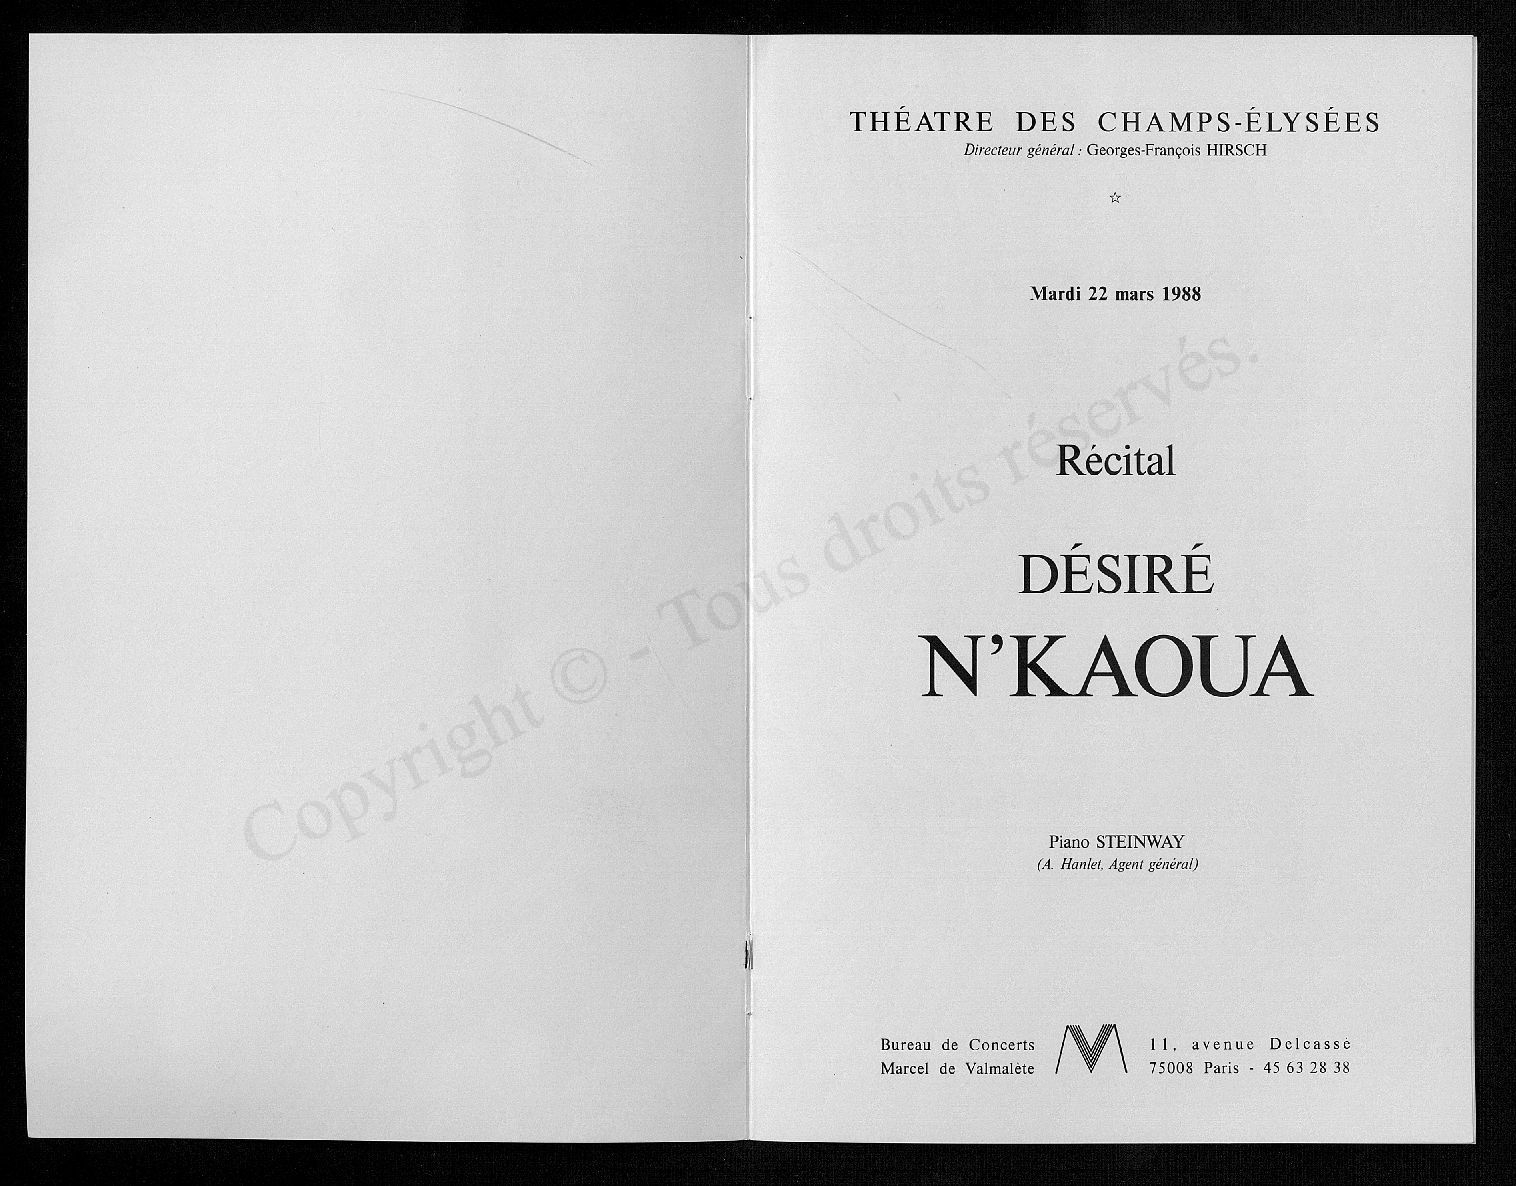 THÉATRE DES CHAMPS-ÉLYSÉES
Directeur général : Georges-François HIRSCH
Mardi 22 mars 1988
Récital
DÉSIRÉ
N'KAOUA
Piano STEINWAY
(A. Hanlet, Agent général)
Bureau de Concerts
Marcel de Valmalète
11, avenue Delcassé
75008 Paris - 45 63 28 38
Copyright © - Tous droits réservés.